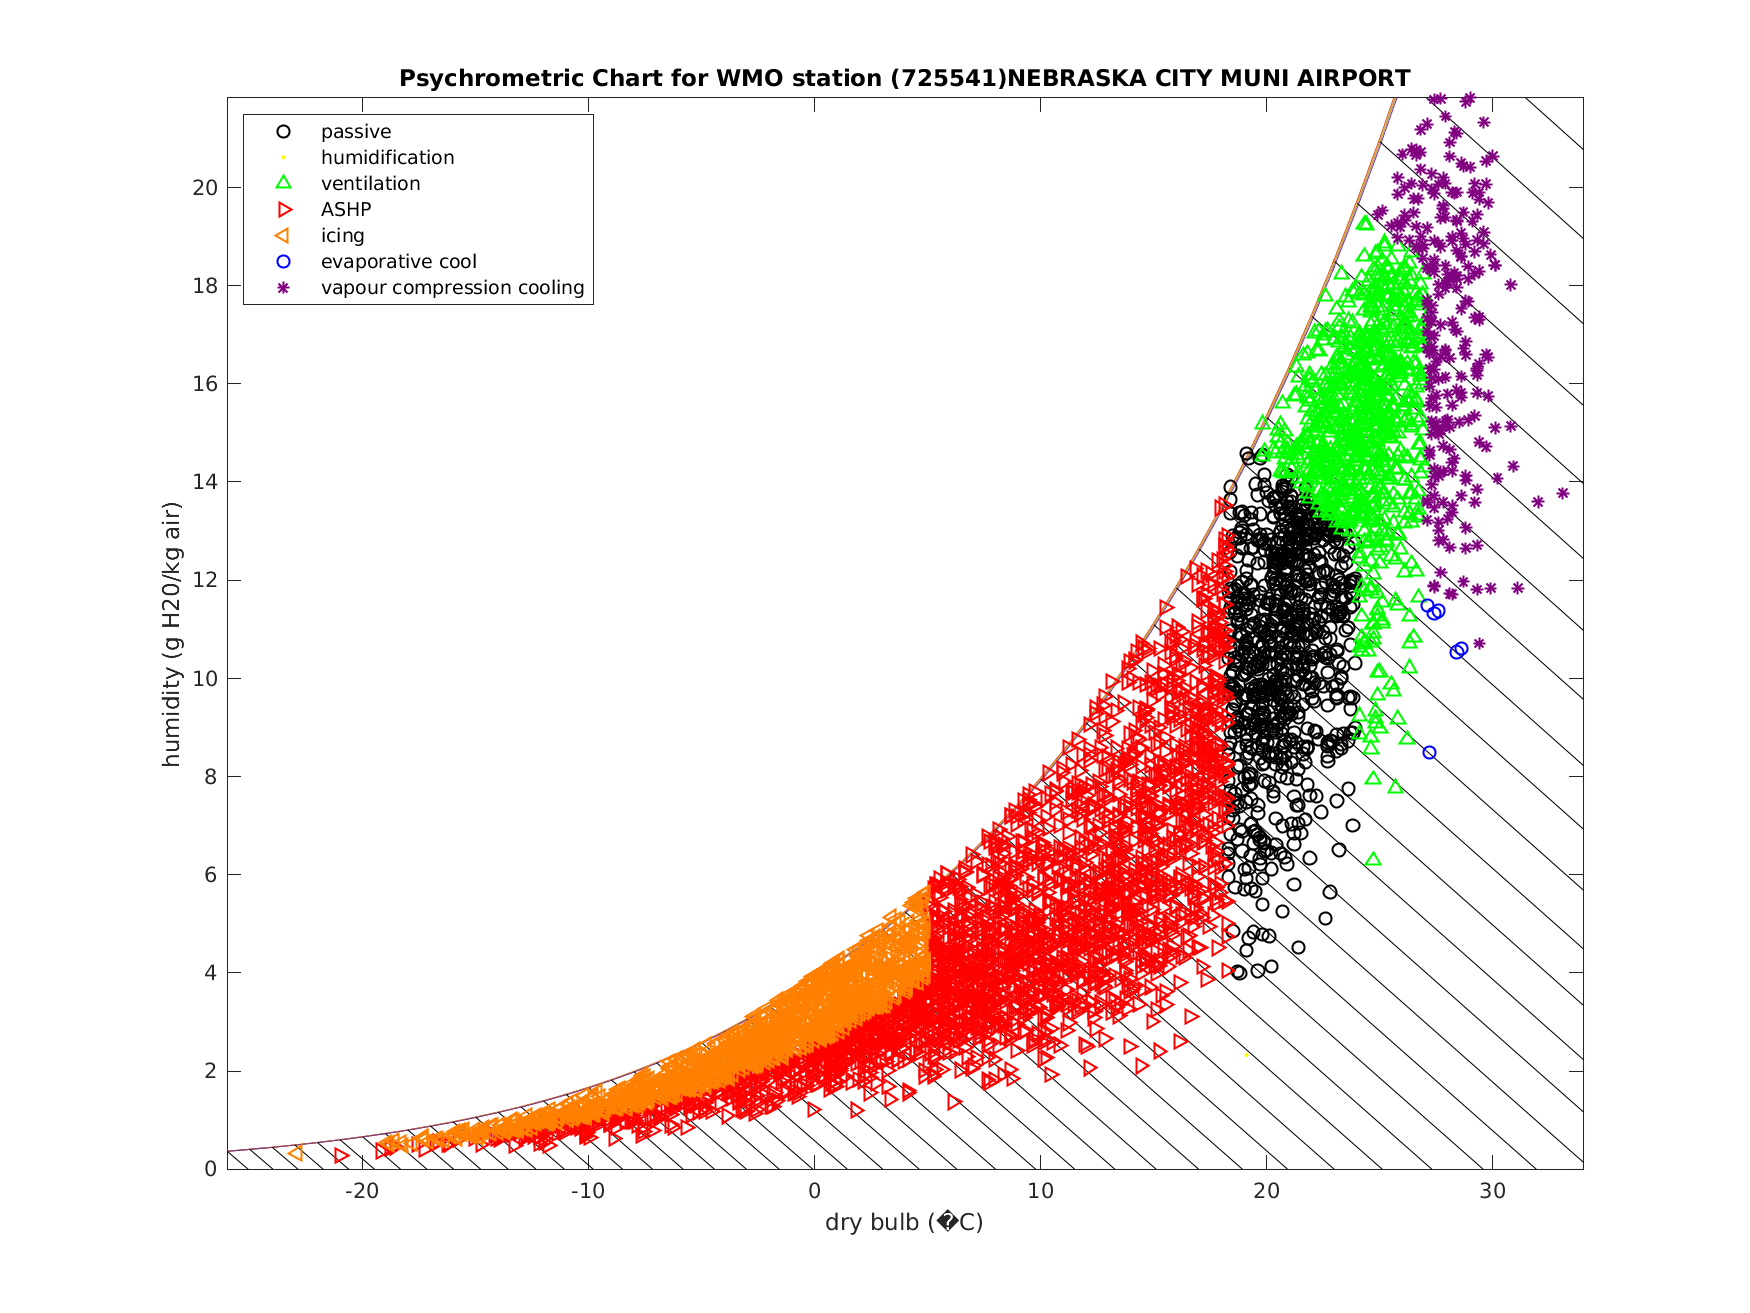 Psychrometric Chart for WMO station (725541)NEBRASKA CITY MUNI AIRPORT
passive
humidification
ventilation
ASHP
icing
evaporative cool
vapour compression cooling
humidity (g H20/kg air)
20
18
16
14
12
10
8
6
4
2
0
-20
-10
0
10
20
30
dry bulb (�C)